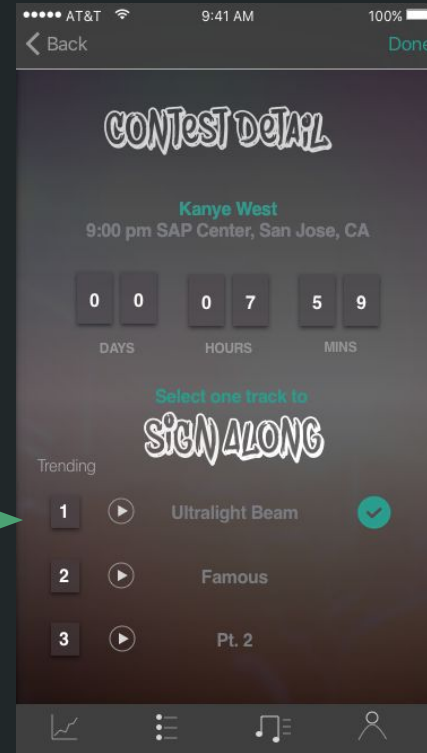 AT&T 9:41 AM 100%
Back Done
CONTEST DETAIL
Kanye West
9:00 pm SAP Center, San Jose, CA
0 0 0 7 5 9
DAYS HOURS MINS
Select one track to
SIGN ALONG
Trending
1 Ultralight Beam
2 Famous
3 Pt. 2